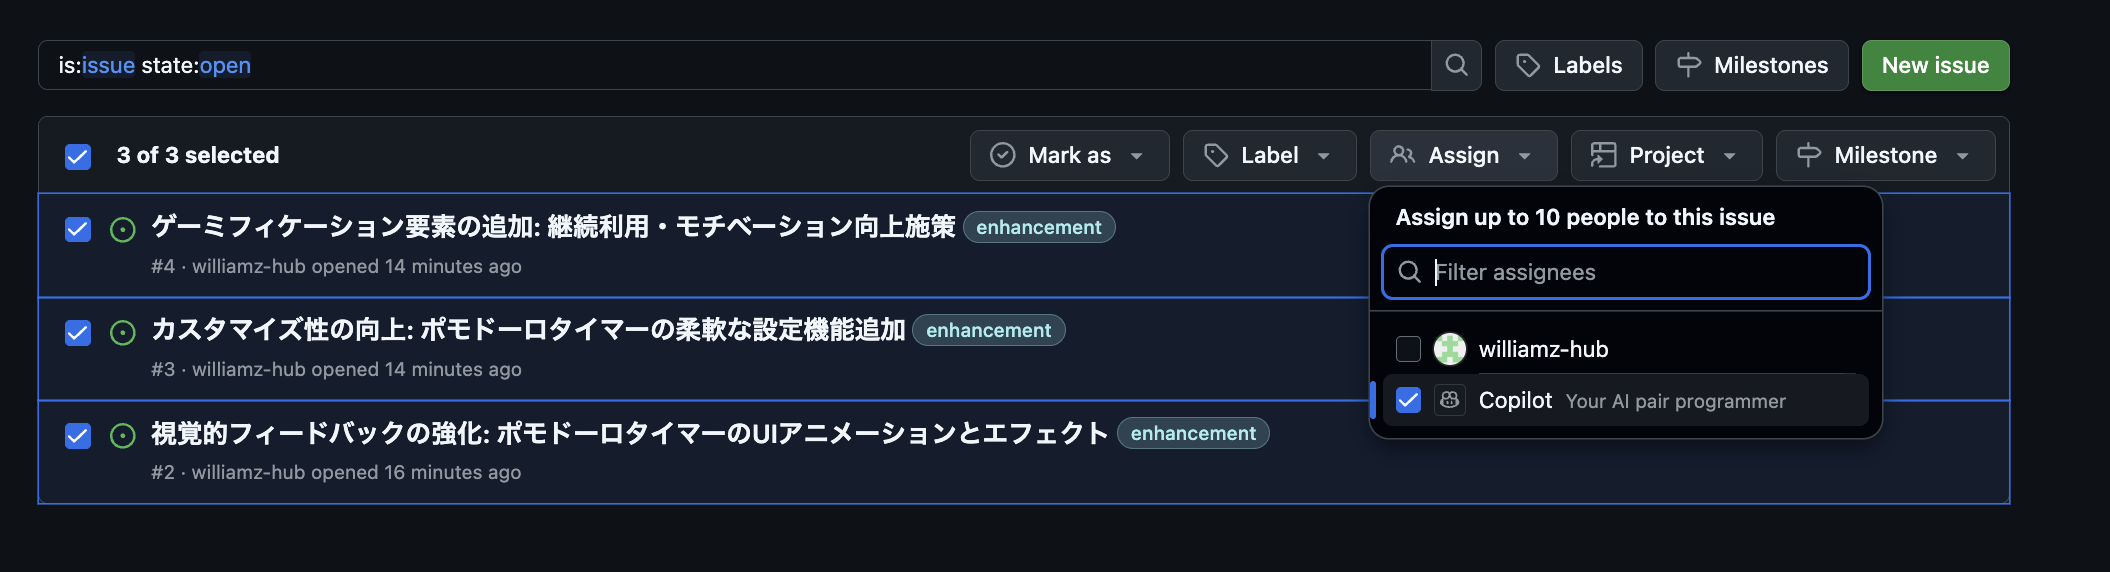 is:issue state:open
Labels
Milestones
New issue
3 of 3 selected
Mark as
Label
Assign
Project
Milestone
Assign up to 10 people to this issue
Filter assignees
williamz-hub
Copilot Your AI pair programmer
ゲーミフィケーション要素の追加: 継続利用・モチベーション向上施策 enhancement
#4 · williamz-hub opened 14 minutes ago
カスタマイズ性の向上: ポモドーロタイマーの柔軟な設定機能追加 enhancement
#3 · williamz-hub opened 14 minutes ago
視覚的フィードバックの強化: ポモドーロタイマーのUIアニメーションとエフェクト enhancement
#2 · williamz-hub opened 16 minutes ago